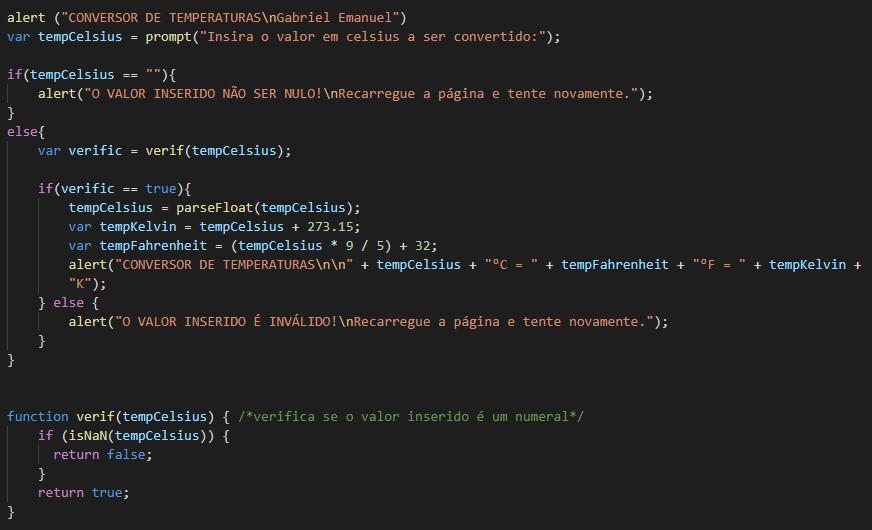 alert ("CONVERSOR DE TEMPERATURAS\nGabriel Emanuel")
var tempCelsius = prompt("Insira o valor em celsius a ser convertido:");
if(tempCelsius == ""){
alert("O VALOR INSERIDO NÃO SER NULO!\nRecarregue a página e tente novamente.");
}
else{
var verific = verif(tempCelsius);
if(verific == true){
tempCelsius = parseFloat(tempCelsius);
var tempKelvin = tempCelsius + 273.15;
var tempFahrenheit = (tempCelsius * 9 / 5) + 32;
alert("CONVERSOR DE TEMPERATURAS\n\n" + tempCelsius + "ºC = " + tempFahrenheit + "ºF = " + tempKelvin +
"K");
} else {
alert("O VALOR INSERIDO É INVÁLIDO!\nRecarregue a página e tente novamente.");
}
}
function verif(tempCelsius) { /*verifica se o valor inserido é um numeral*/
if (isNaN(tempCelsius)) {
return false;
}
return true;
}